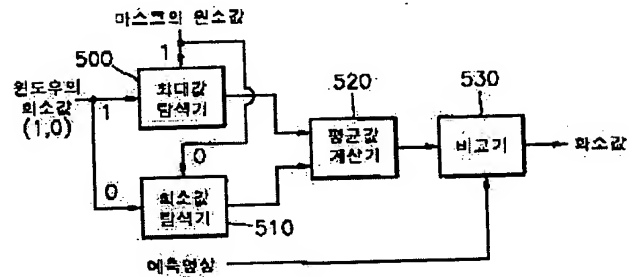 마스크의 원소값
1
500
윈도우의
화소값
(1,0)
1
최대값
탐색기
520
530
평균값
계산기
비교기
화소값
0
0
최소값
탐색기
510
예측영상